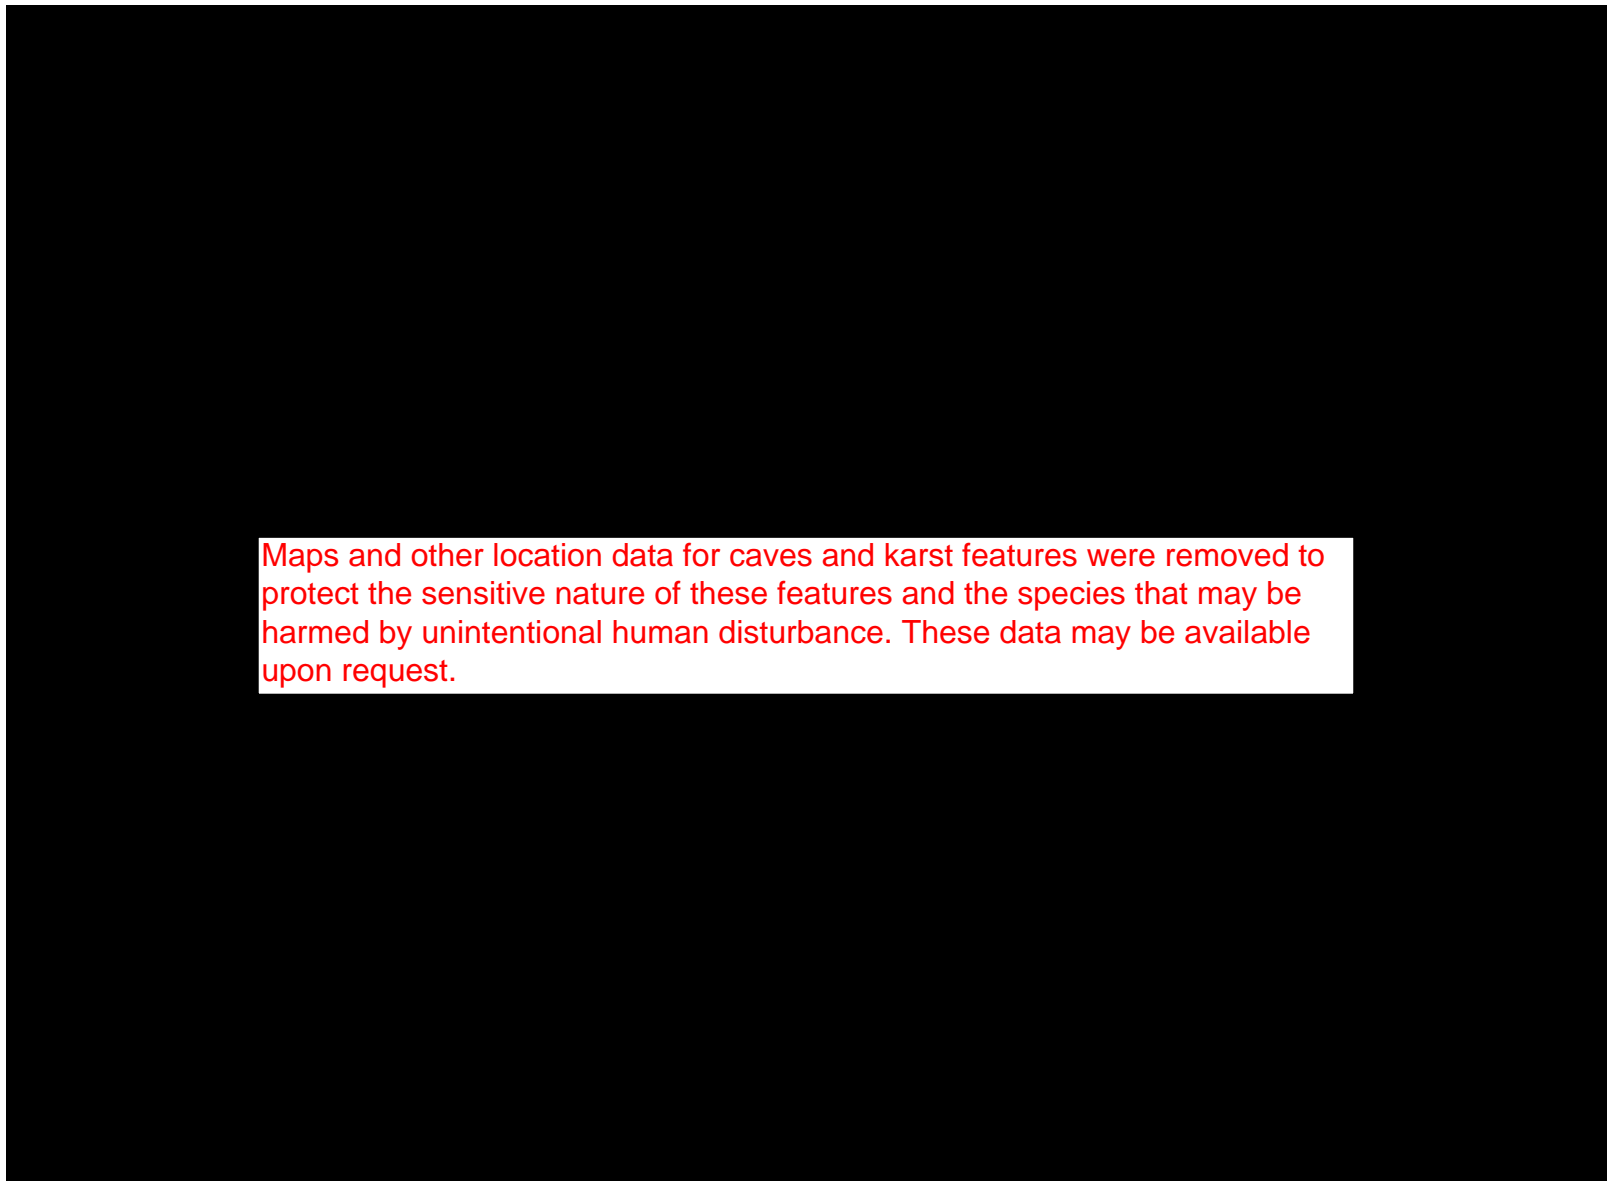 Maps and other location data for caves and karst features were removed to
protect the sensitive nature of these features and the species that may be
harmed by unintentional human disturbance. These data may be available
upon request.